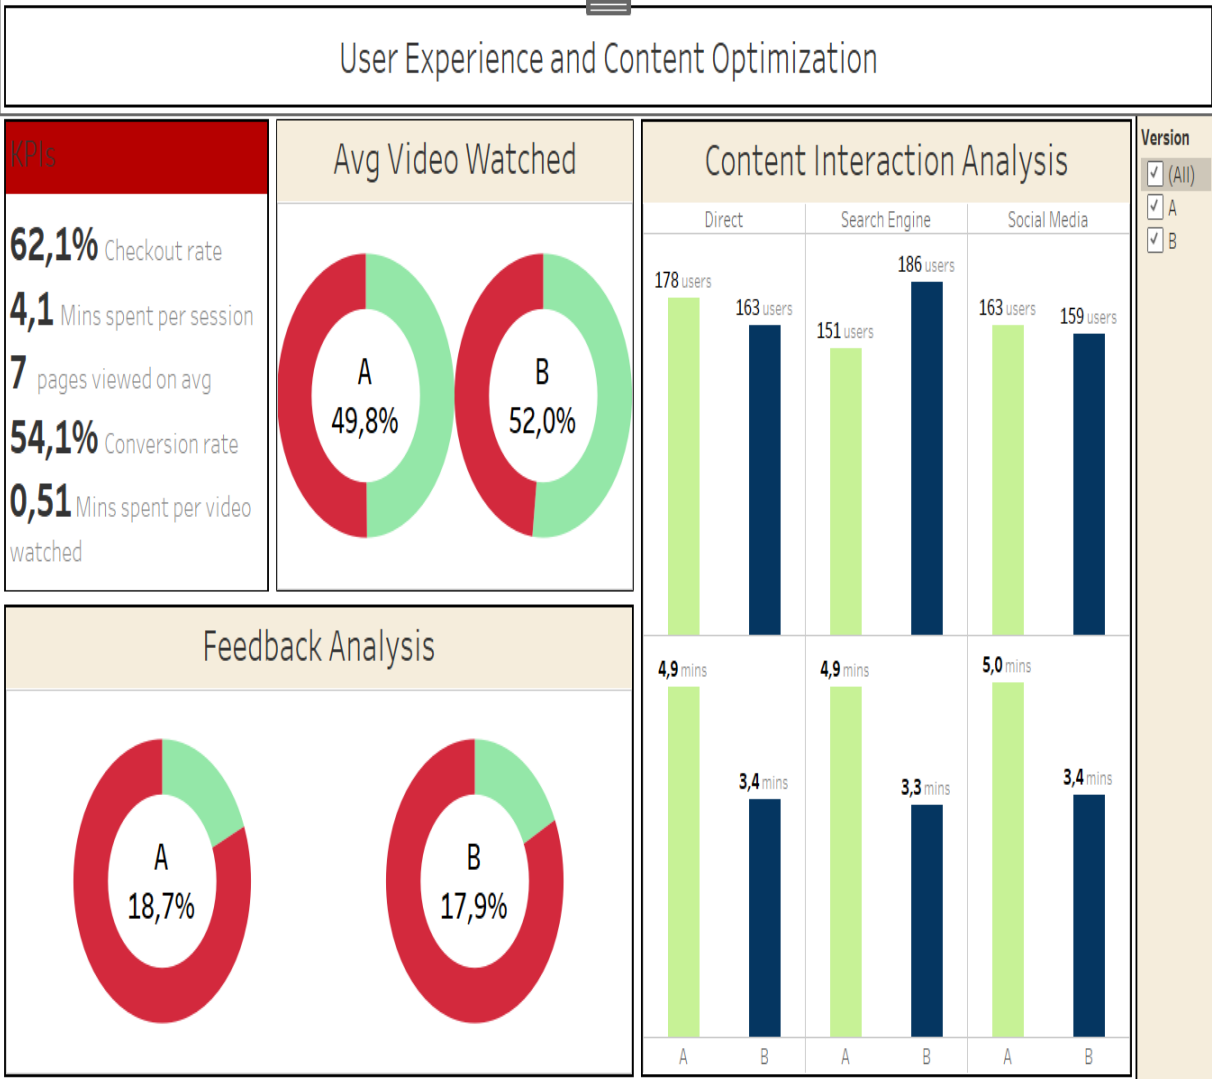 User Experience and Content Optimization
KPIs
62,1% Checkout rate
4,1 Mins spent per session
7 pages viewed on avg
54,1% Conversion rate
0,51 Mins spent per video
watched
Avg Video Watched
A
49,8%
B
52,0%
Feedback Analysis
A
18,7%
B
17,9%
Content Interaction Analysis
Direct
Search Engine
Social Media
178 users
163 users
151 users
186 users
163 users
159 users
4,9 mins
3,4 mins
4,9 mins
3,3 mins
5,0 mins
3,4 mins
A
B
A
B
A
B
Version
(All)
A
B